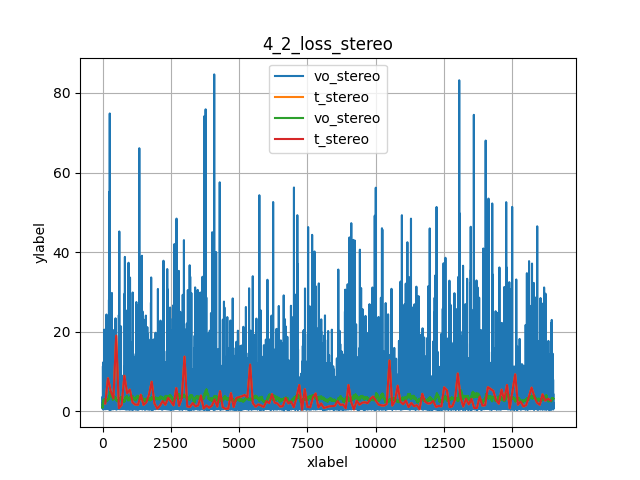 4_2_loss_stereo
vo_stereo
t_stereo
vo_stereo
t_stereo
ylabel
80
60
40
20
0
0 2500 5000 7500 10000 12500 15000
xlabel